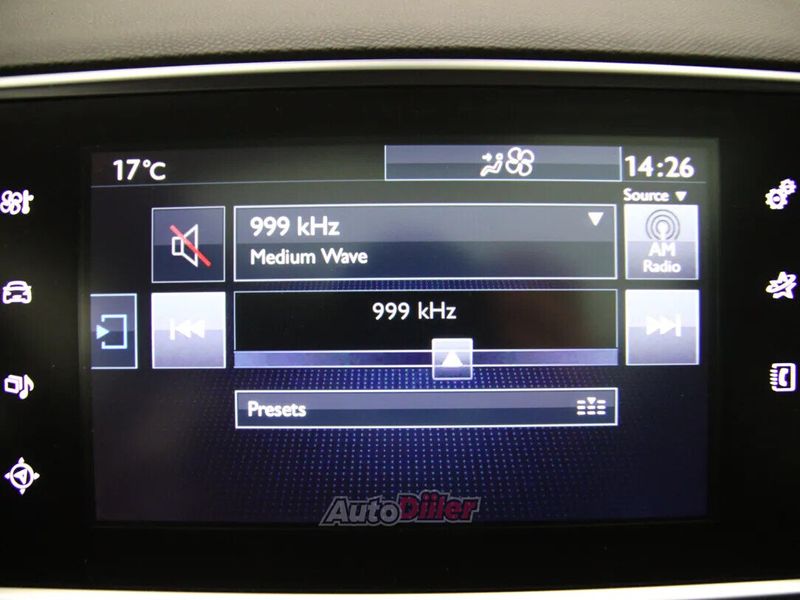 17°C
14:26
Source ▼
999 kHz
Medium Wave
AM
Radio
999 kHz
Presets
AutoDiiler